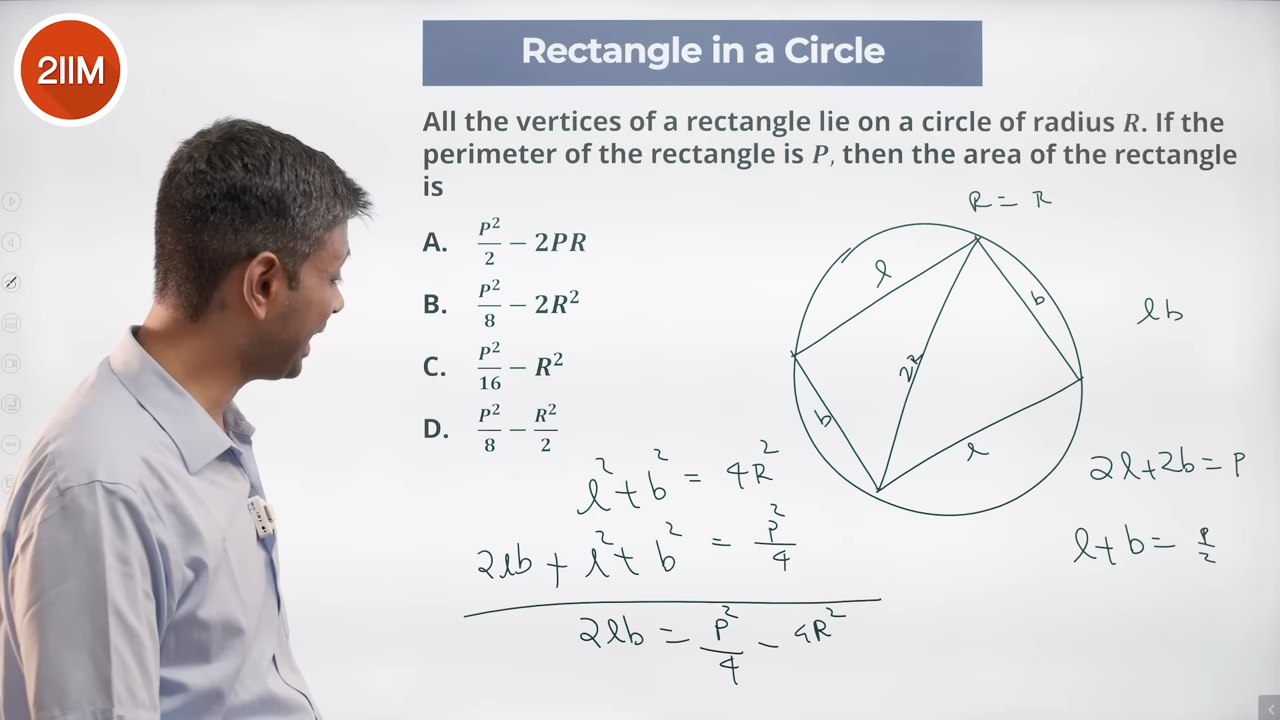 2IIM
Rectangle in a Circle
All the vertices of a rectangle lie on a circle of radius R. If the
perimeter of the rectangle is P, then the area of the rectangle
is
R = R
A. P²/2 − 2PR
B. P²/8 − 2R²
C. P²/16 − R²
D. P²/8 − R²/2
l
b
lb
b
l
2l+2b = P
l² + b² = 4R²
l+b = P/2
2lb + l² + b² = P²/4
2lb = P²/4 − 4R²